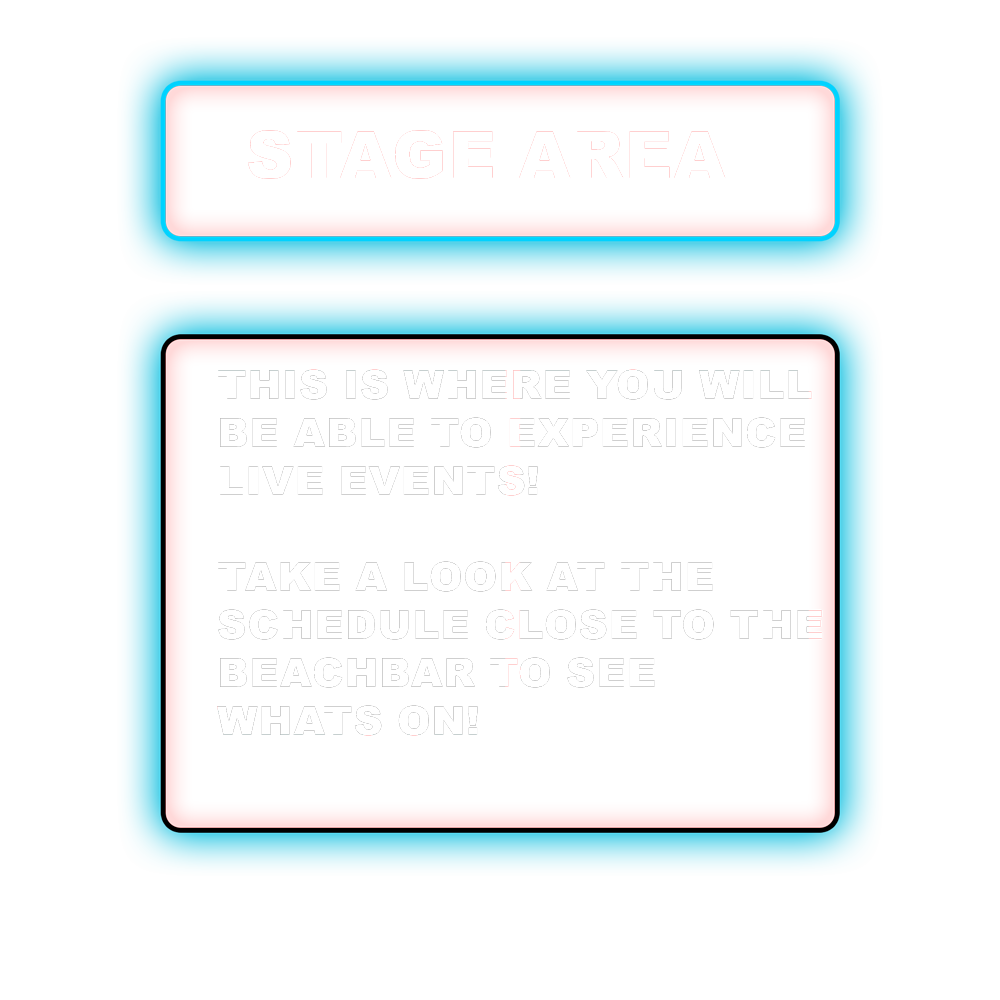 STAGE AREA
THIS IS WHERE YOU WILL
BE ABLE TO EXPERIENCE
LIVE EVENTS!
TAKE A LOOK AT THE
SCHEDULE CLOSE TO THE
BEACHBAR TO SEE
WHATS ON!